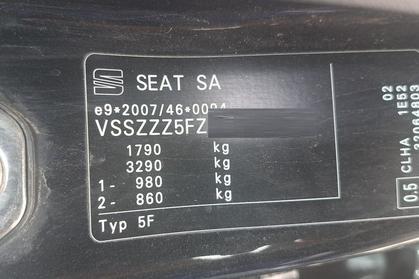 SEAT SA
e9*2007/46*0094
VSSZZZ5FZ
1790 kg
3290 kg
1- 980 kg
2- 860 kg
Typ 5F
0.5
CLHA 1E52
02